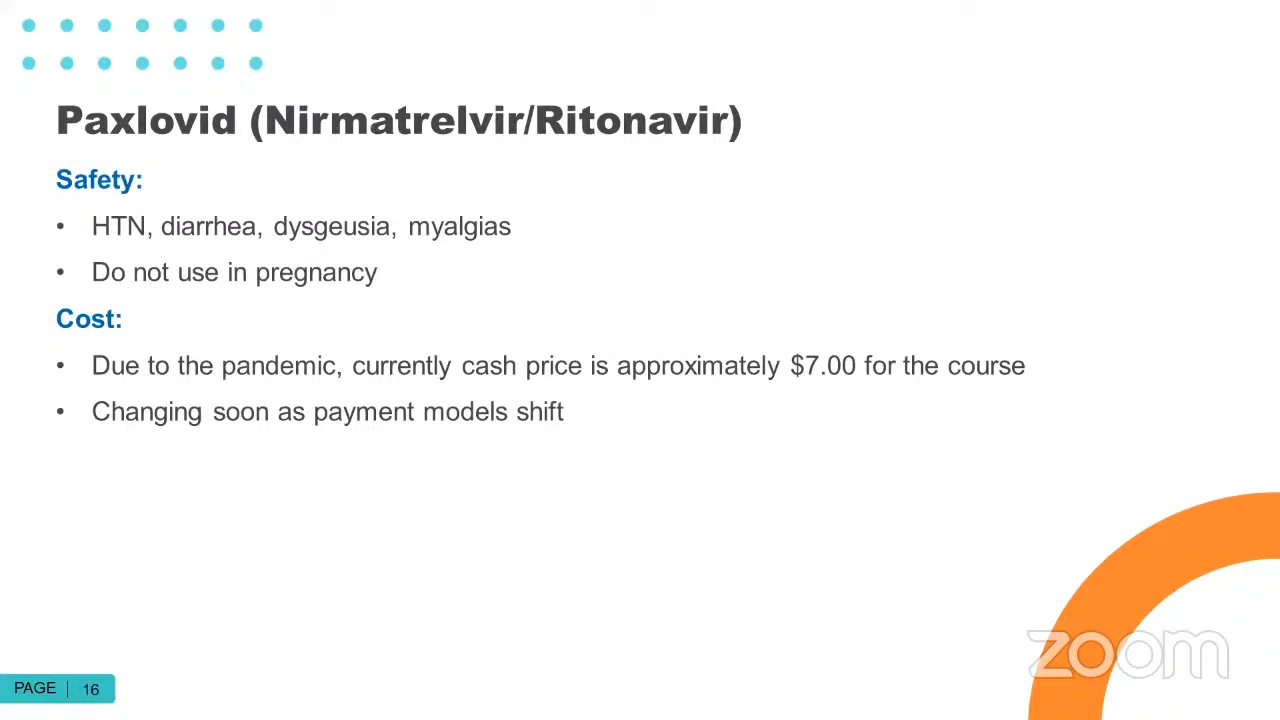 Paxlovid (Nirmatrelvir/Ritonavir)
Safety:
• HTN, diarrhea, dysgeusia, myalgias
• Do not use in pregnancy
Cost:
• Due to the pandemic, currently cash price is approximately $7.00 for the course
• Changing soon as payment models shift
zoom
PAGE | 16